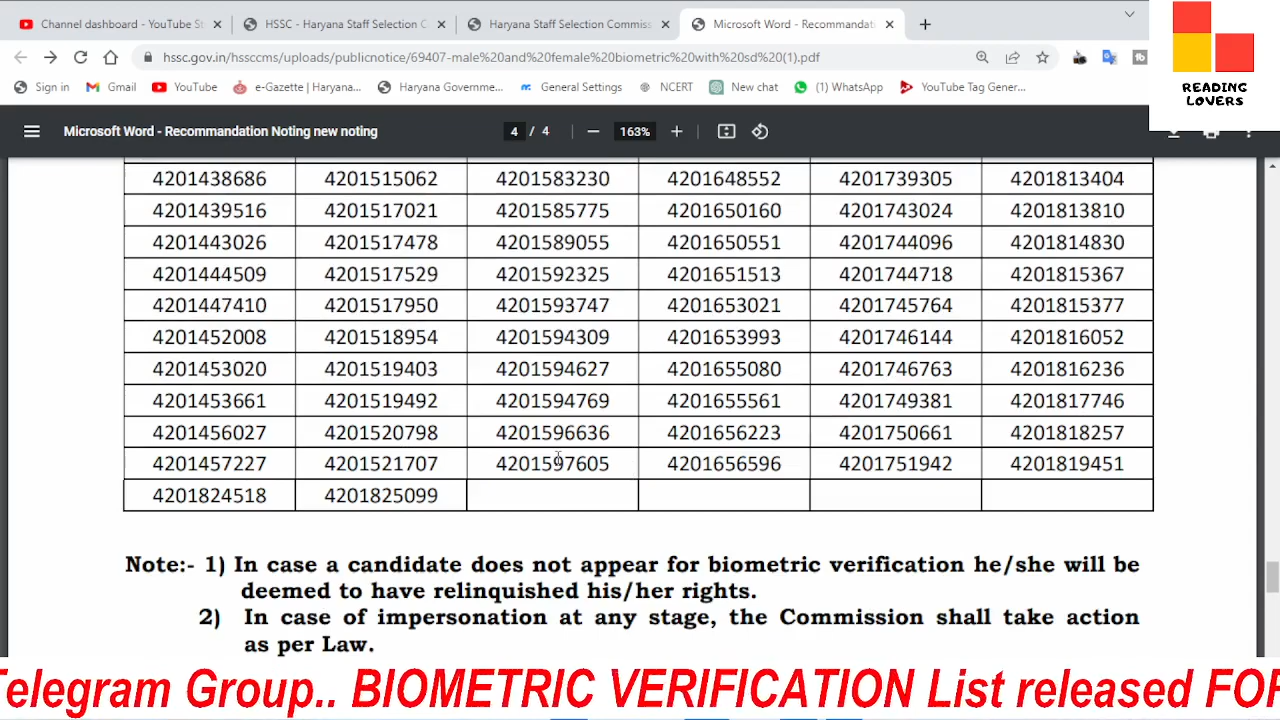 Channel dashboard - YouTube St
HSSC - Haryana Staff Selection C
Haryana Staff Selection Commiss
Microsoft Word - Recommandati
hssc.gov.in/hssccms/uploads/publicnotice/69407-male%20and%20female%20biometric%20with%20sd%20(1).pdf
Sign in
Gmail
YouTube
e-Gazette | Haryana...
Haryana Governme...
General Settings
NCERT
New chat
(1) WhatsApp
YouTube Tag Gener...
READING
LOVERS
Microsoft Word - Recommandation Noting new noting
4 / 4
163%
4201438686 4201515062 4201583230 4201648552 4201739305 4201813404
4201439516 4201517021 4201585775 4201650160 4201743024 4201813810
4201443026 4201517478 4201589055 4201650551 4201744096 4201814830
4201444509 4201517529 4201592325 4201651513 4201744718 4201815367
4201447410 4201517950 4201593747 4201653021 4201745764 4201815377
4201452008 4201518954 4201594309 4201653993 4201746144 4201816052
4201453020 4201519403 4201594627 4201655080 4201746763 4201816236
4201453661 4201519492 4201594769 4201655561 4201749381 4201817746
4201456027 4201520798 4201596636 4201656223 4201750661 4201818257
4201457227 4201521707 4201597605 4201656596 4201751942 4201819451
4201824518 4201825099
Note:- 1) In case a candidate does not appear for biometric verification he/she will be
deemed to have relinquished his/her rights.
2) In case of impersonation at any stage, the Commission shall take action
as per Law.
Telegram Group.. BIOMETRIC VERIFICATION List released FOR